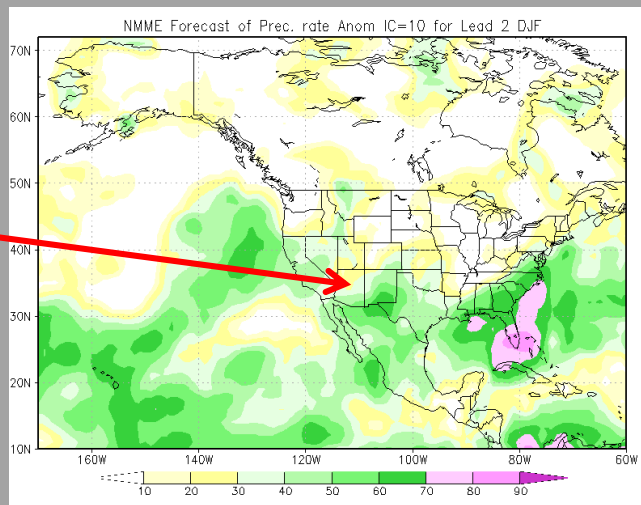 NMME Forecast of Prec. rate Anom IC=10 for Lead 2 DJF
70N
60N
50N
40N
30N
20N
10N
160W 140W 120W 100W 80W 60W
10 20 30 40 50 60 70 80 90